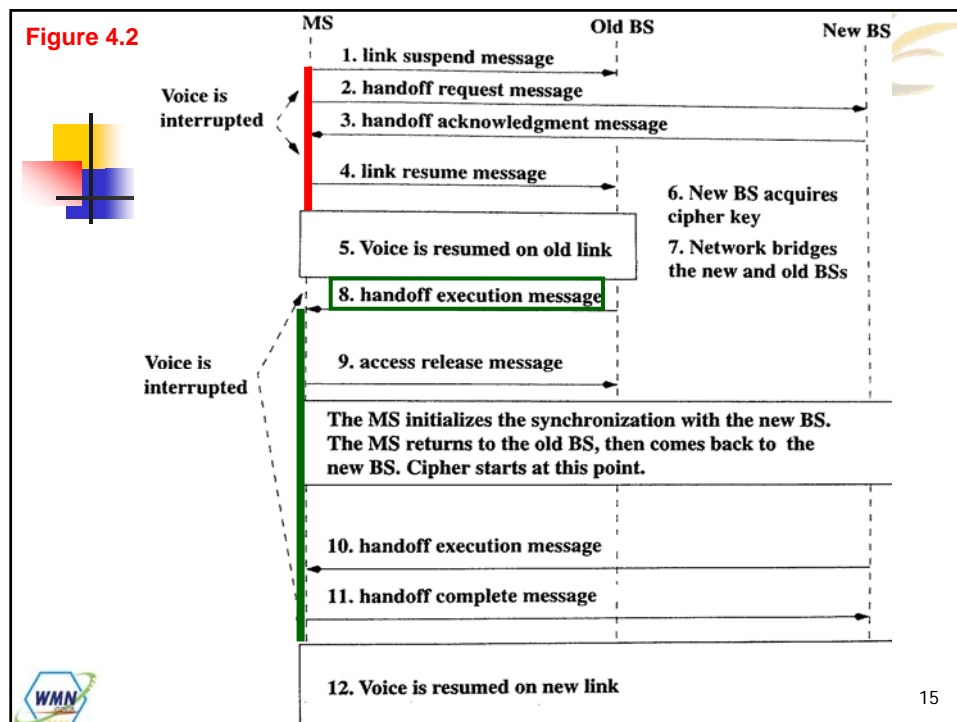 Figure 4.2
MS
Old BS
New BS
1. link suspend message
Voice is
interrupted
2. handoff request message
3. handoff acknowledgment message
4. link resume message
6. New BS acquires
cipher key
5. Voice is resumed on old link
7. Network bridges
the new and old BSs
8. handoff execution message
Voice is
interrupted
9. access release message
The MS initializes the synchronization with the new BS.
The MS returns to the old BS, then comes back to the
new BS. Cipher starts at this point.
10. handoff execution message
11. handoff complete message
12. Voice is resumed on new link
WMN
15